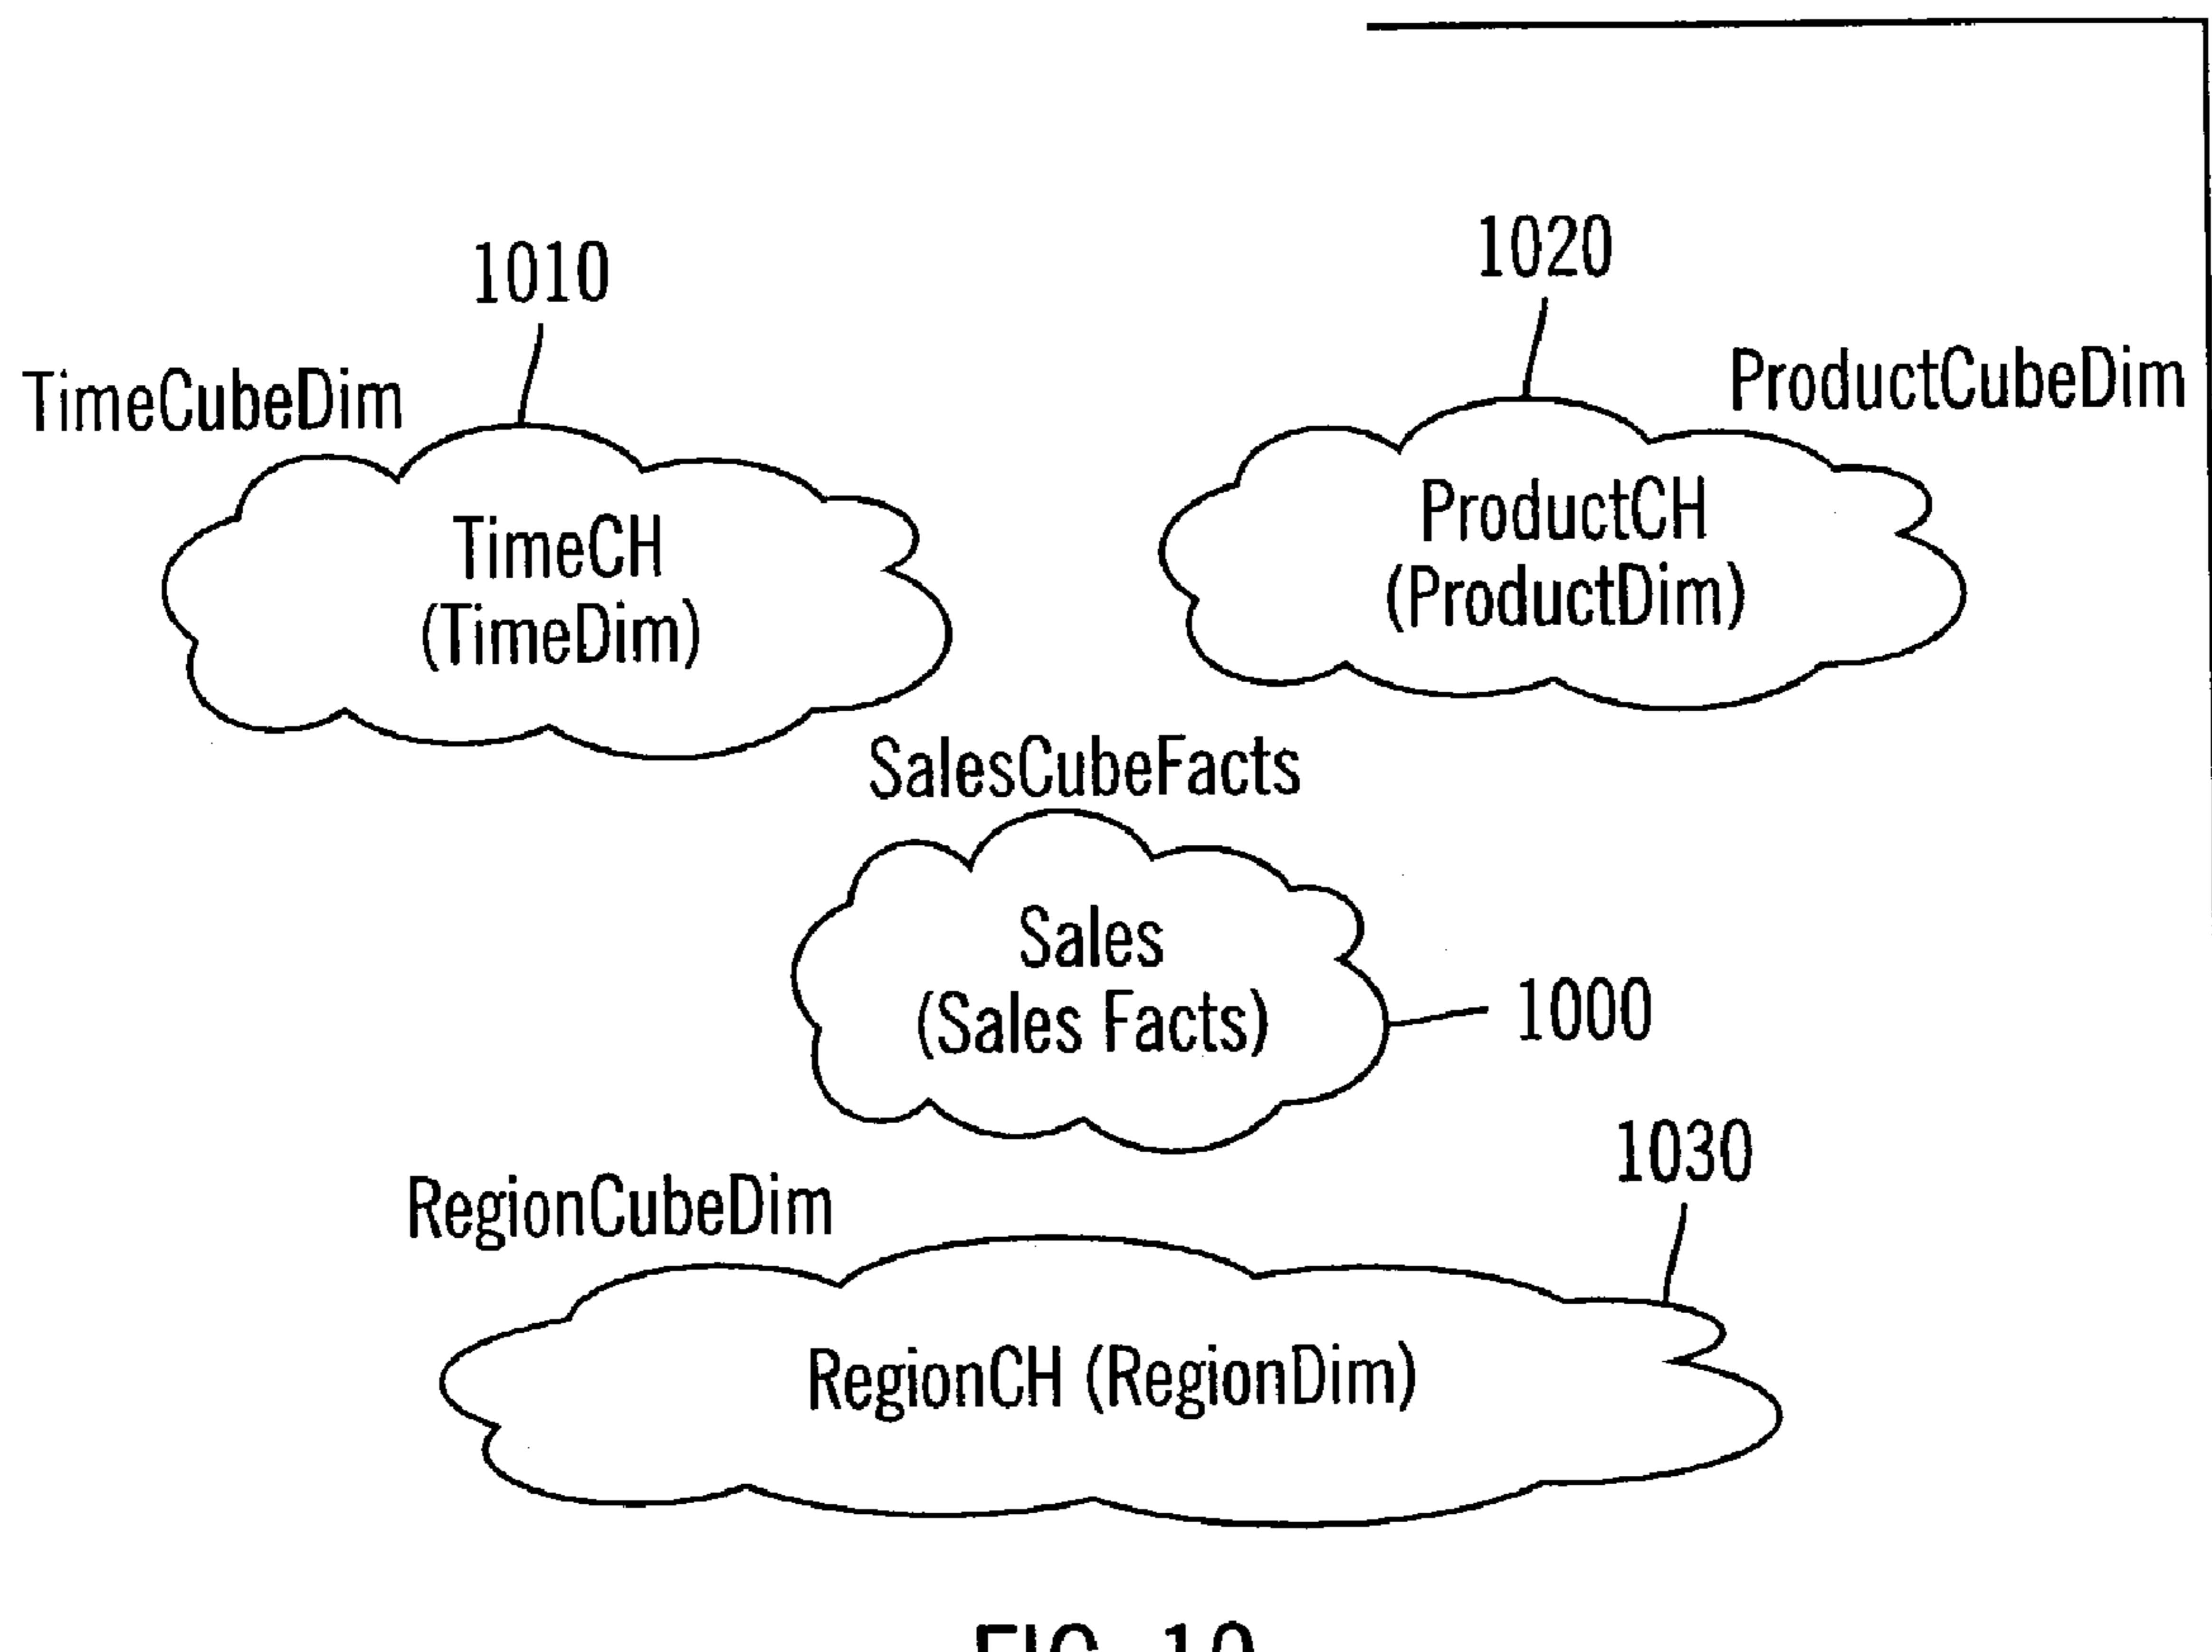 1010
1020
TimeCubeDim
ProductCubeDim
TimeCH
(TimeDim)
ProductCH
(ProductDim)
SalesCubeFacts
Sales
(Sales Facts)
1000
1030
RegionCubeDim
RegionCH (RegionDim)
FIG. 10